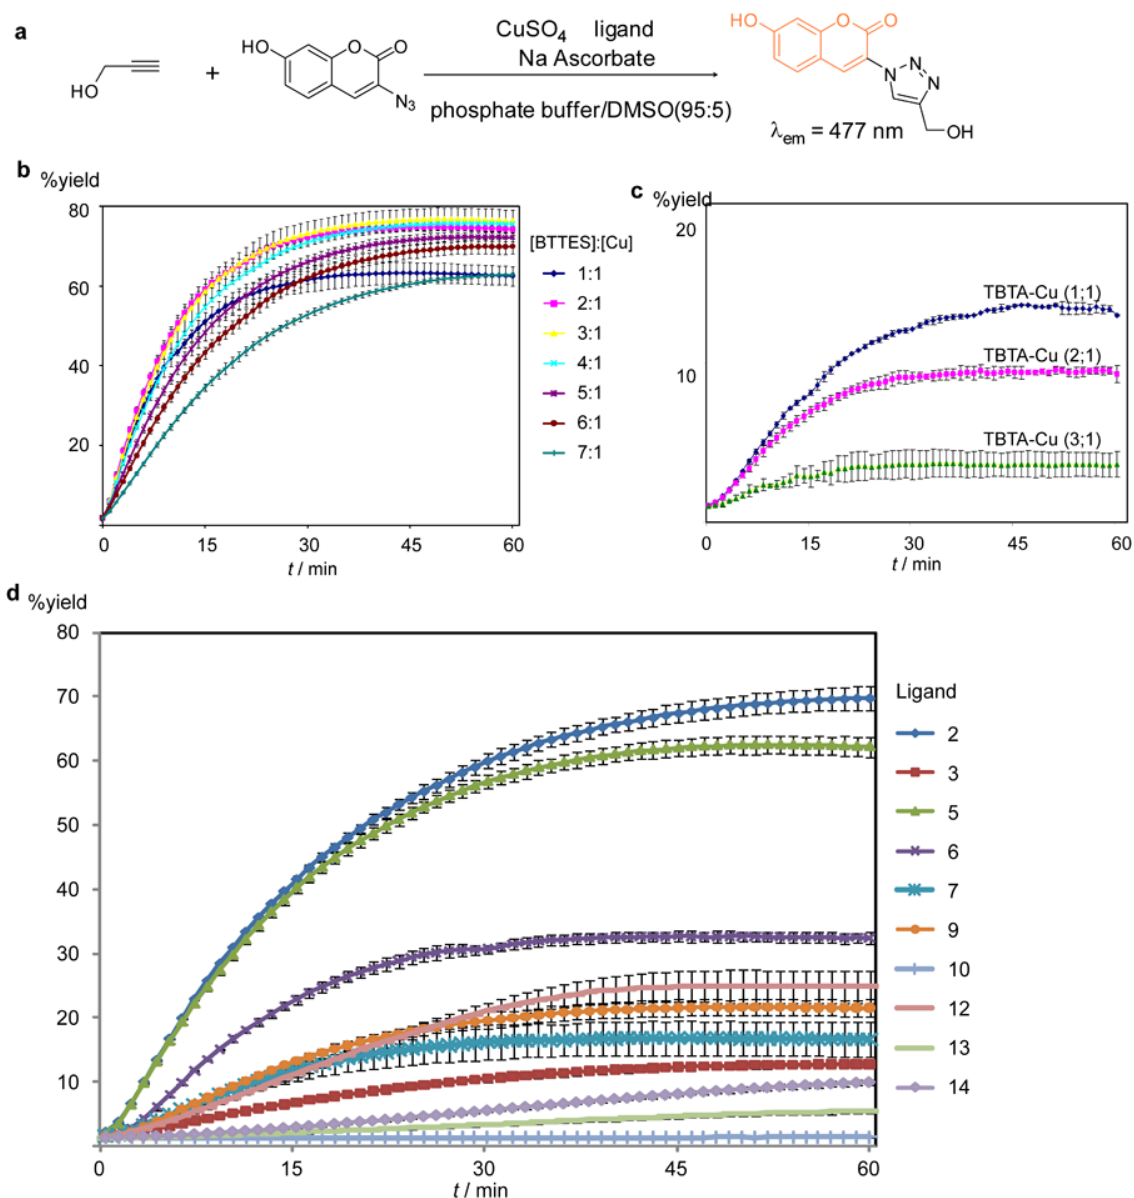 a
HO
+
HO
O
O
N3
CuSO4 ligand
Na Ascorbate
phosphate buffer/DMSO(95:5)
HO
O
O
N
N
N
OH
λem = 477 nm
b
%yield
80
60
40
20
0
15
30
45
60
t / min
[BTTES]:[Cu]
1:1
2:1
3:1
4:1
5:1
6:1
7:1
c
%yield
20
10
TBTA-Cu (1;1)
TBTA-Cu (2;1)
TBTA-Cu (3;1)
0
15
30
45
60
t / min
d
%yield
80
70
60
50
40
30
20
10
0
15
30
45
60
t / min
Ligand
2
3
5
6
7
9
10
12
13
14